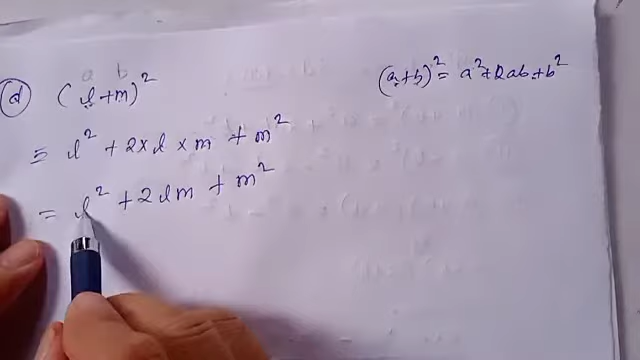 a b
(d) (l+m)²
(a+b)² = a²+2ab+b²
= l² + 2×l×m + m²
= l² + 2lm + m²